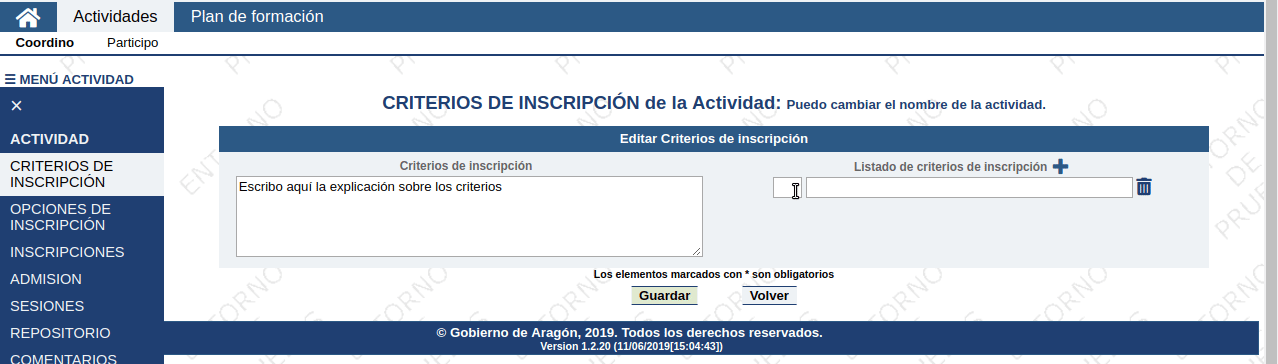 Actividades
Plan de formación
Coordino
Participo
☰ MENÚ ACTIVIDAD
×
ACTIVIDAD
CRITERIOS DE
INSCRIPCIÓN
OPCIONES DE
INSCRIPCIÓN
INSCRIPCIONES
ADMISION
SESIONES
REPOSITORIO
COMENTARIOS
CRITERIOS DE INSCRIPCIÓN de la Actividad: Puedo cambiar el nombre de la actividad.
Editar Criterios de inscripción
Criterios de inscripción
Listado de criterios de inscripción
Escribo aquí la explicación sobre los criterios
Los elementos marcados con * son obligatorios
Guardar
Volver
© Gobierno de Aragón, 2019. Todos los derechos reservados.
Version 1.2.20 (11/06/2019[15:04:43])